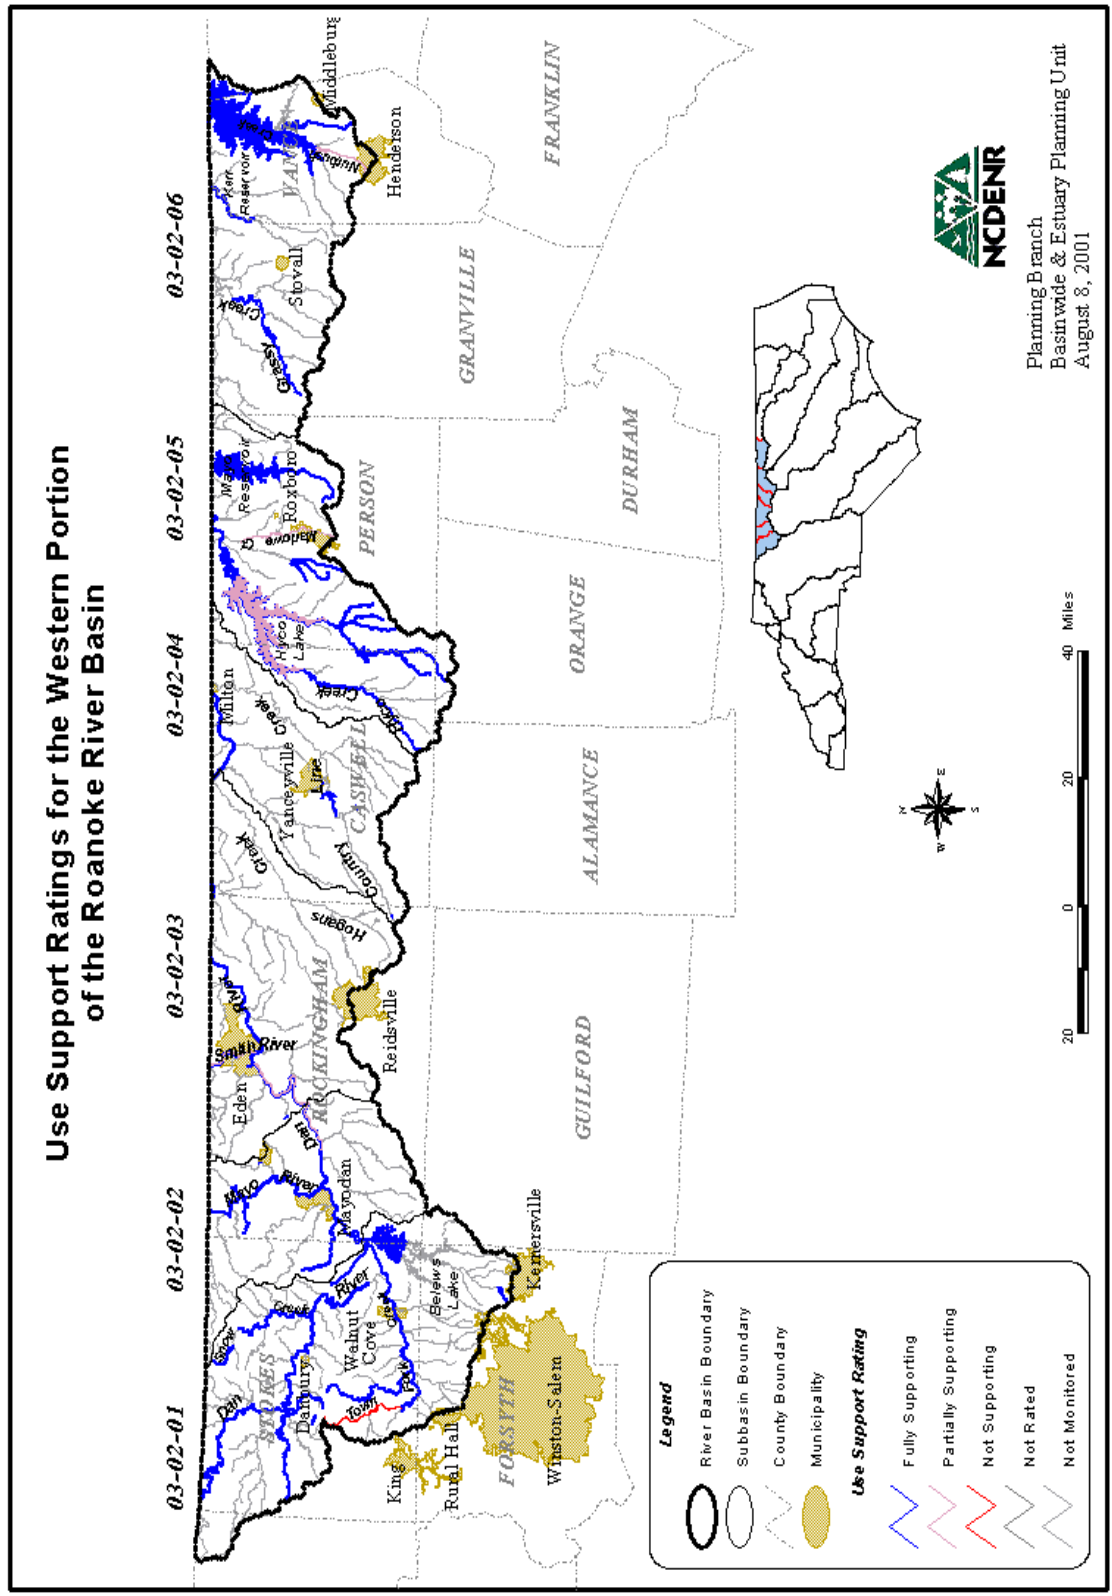 Use Support Ratings for the Western Portion
of the Roanoke River Basin
03-02-01
03-02-02
03-02-03
03-02-04
03-02-05
03-02-06
Dan
Snow
Creek
STOKES
Danbury
Town
Fork
Creek
Walnut
Cove
River
Belews
Lake
King
Rural Hall
FORSYTH
Winston-Salem
Kernersville
Mayo
River
Mayodan
Dan
Eden
Smith River
River
ROCKINGHAM
Reidsville
Hogans
Creek
GUILFORD
Country
Line
Creek
Yanceyville
CASWELL
Milton
ALAMANCE
Hyco
Creek
Hyco
Lake
ORANGE
Marlowe
Cr
Roxboro
Mayo
Reservoir
PERSON
DURHAM
Grassy
Creek
Stovall
GRANVILLE
Kerr
Reservoir
VANCE
Nutbush
Creek
Middleburg
Henderson
FRANKLIN
NCDENR
Planning Branch
Basinwide & Estuary Planning Unit
August 8, 2001
N
W
E
S
20
0
20
40
Miles
Legend
River Basin Boundary
Subbasin Boundary
County Boundary
Municipality
Use Support Rating
Fully Supporting
Partially Supporting
Not Supporting
Not Rated
Not Monitored